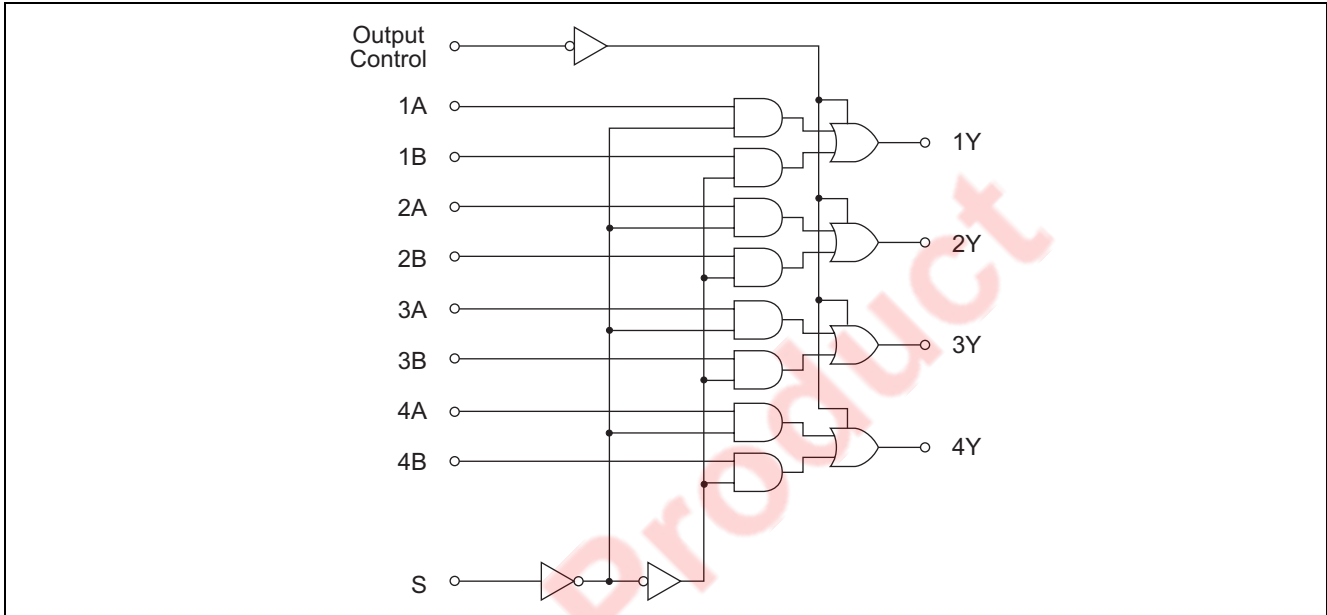 Output
Control
1A
1B
1Y
2A
2B
2Y
3A
3B
3Y
4A
4B
4Y
S
Product